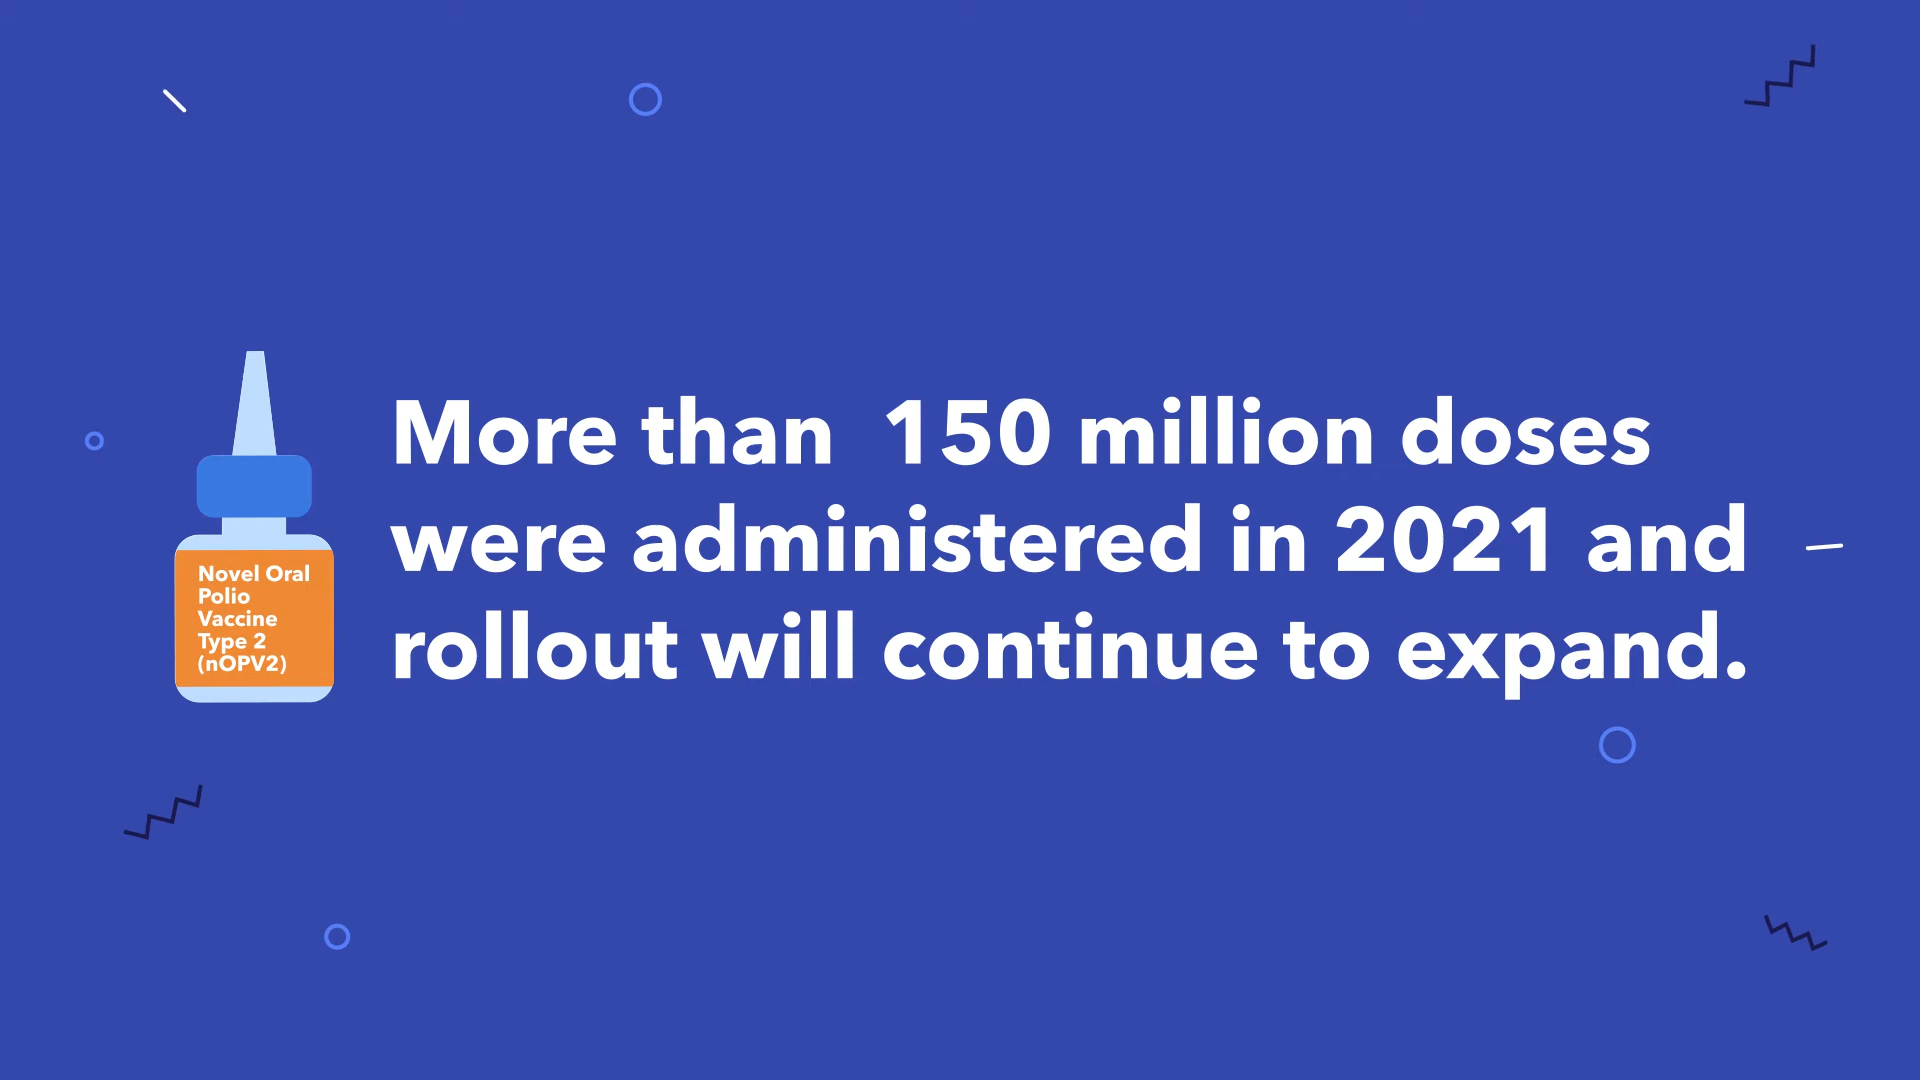 More than  150 million doses
were administered in 2021 and
rollout will continue to expand.
Novel Oral
Polio
Vaccine
Type 2
(nOPV2)